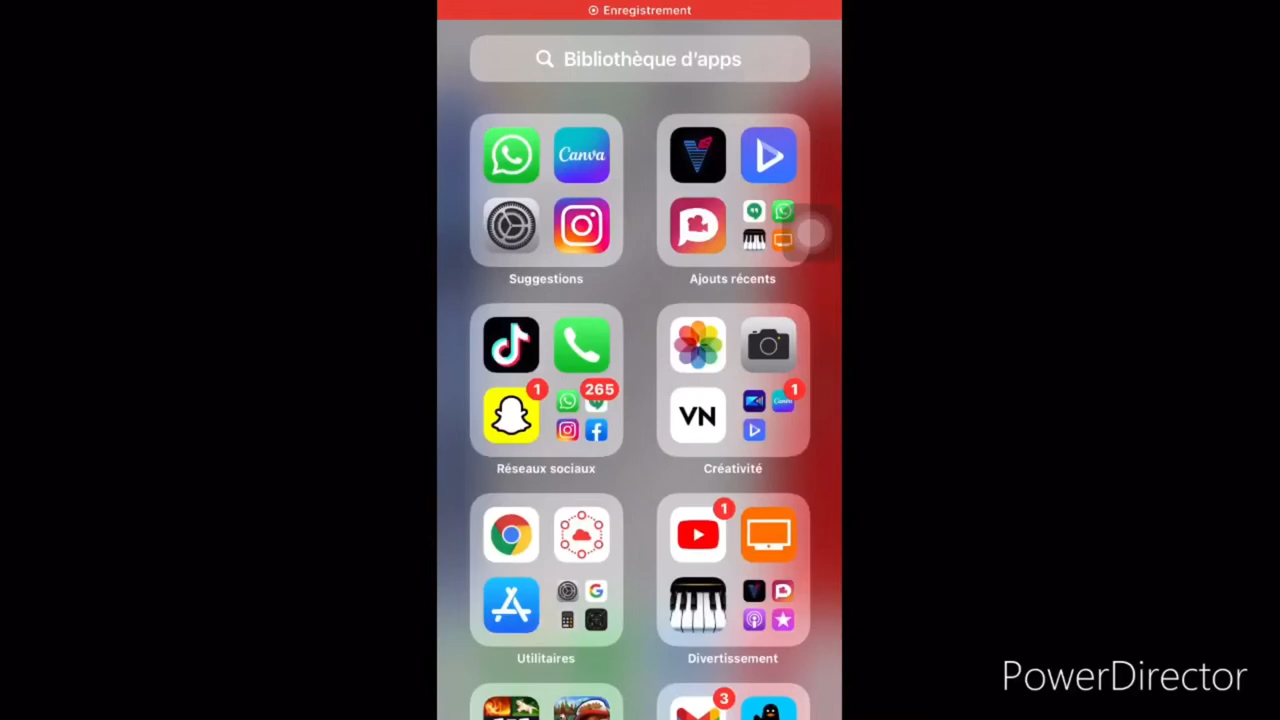 Enregistrement
Bibliothèque d'apps
Canva
Suggestions
Ajouts récents
1
265
1
VN
Canva
Réseaux sociaux
Créativité
1
Utilitaires
Divertissement
3
PowerDirector